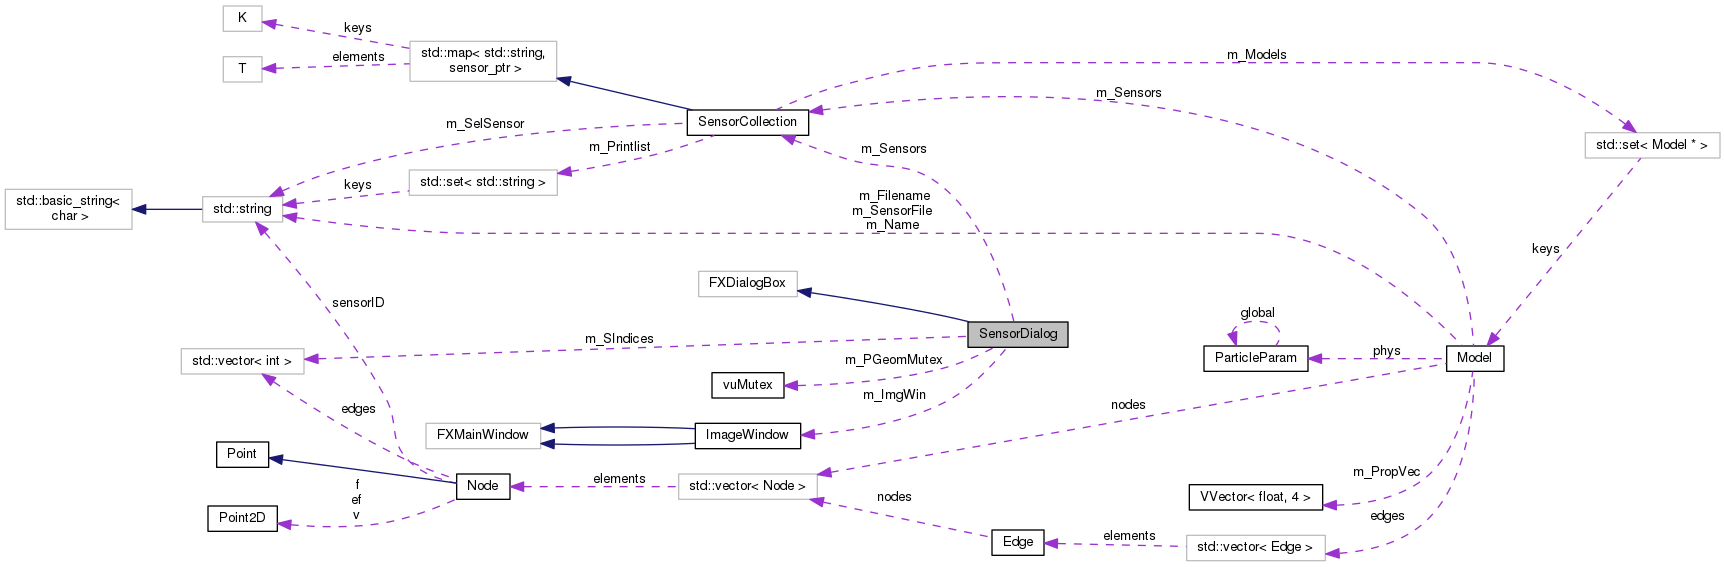 K
keys
T
elements
std::map< std::string,
sensor_ptr >
m_Models
SensorCollection
m_Sensors
m_SelSensor
m_Printlist
m_Sensors
std::set< Model * >
std::set< std::string >
keys
std::basic_string<
char >
std::string
m_Filename
m_SensorFile
m_Name
keys
FXDialogBox
sensorID
global
SensorDialog
m_SIndices
std::vector< int >
m_PGeomMutex
ParticleParam
phys
Model
vuMutex
m_ImgWin
edges
nodes
FXMainWindow
ImageWindow
Point
m_PropVec
Node
elements
std::vector< Node >
f
ef
v
nodes
VVector< float, 4 >
Point2D
edges
Edge
elements
std::vector< Edge >